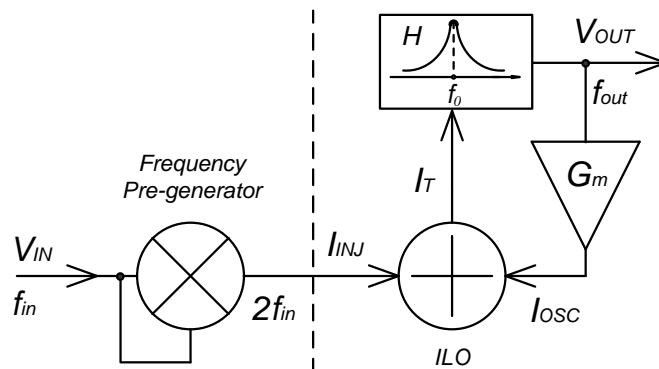 H
f0
VOUT
fout
Gm
Frequency
Pre-generator
IT
VIN
fin
2fin
IINJ
IOSC
ILO